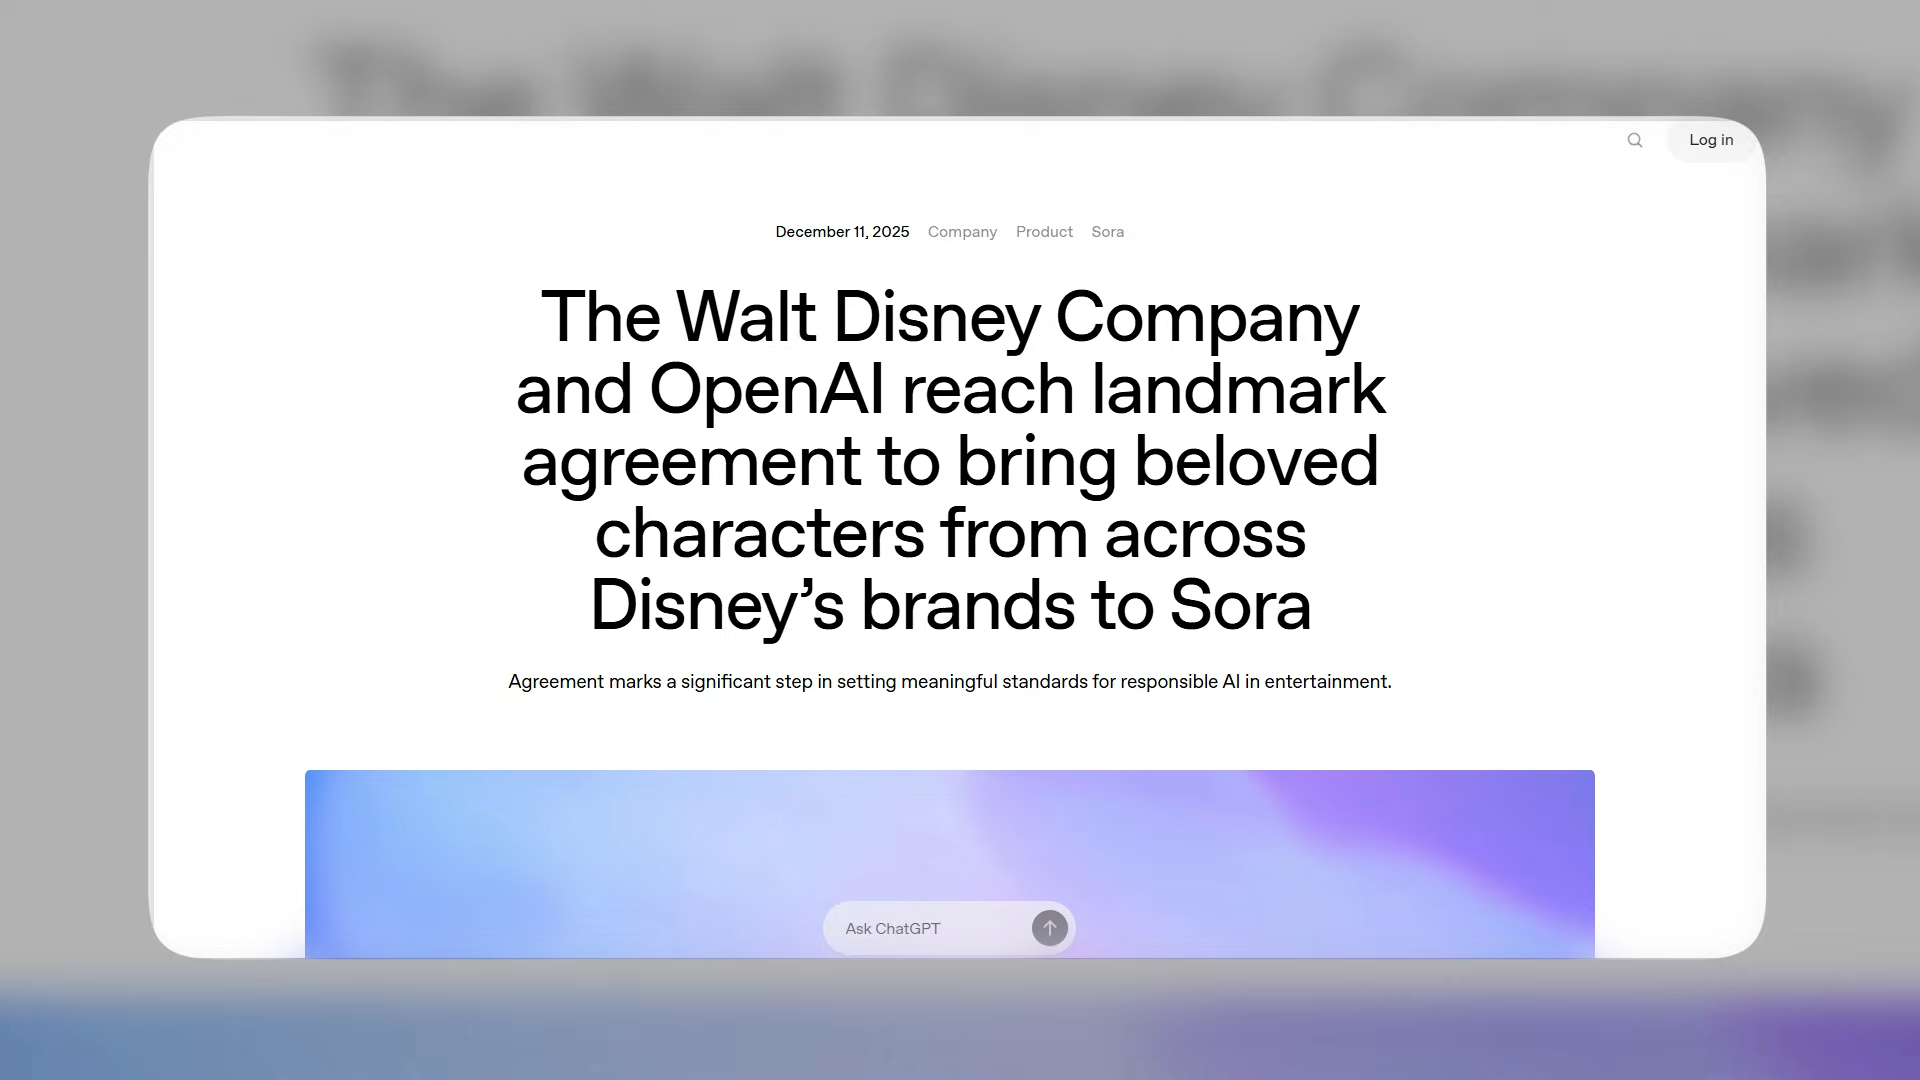 Log in
December 11, 2025 Company Product Sora
The Walt Disney Company
and OpenAI reach landmark
agreement to bring beloved
characters from across
Disney’s brands to Sora
Agreement marks a significant step in setting meaningful standards for responsible AI in entertainment.
Ask ChatGPT